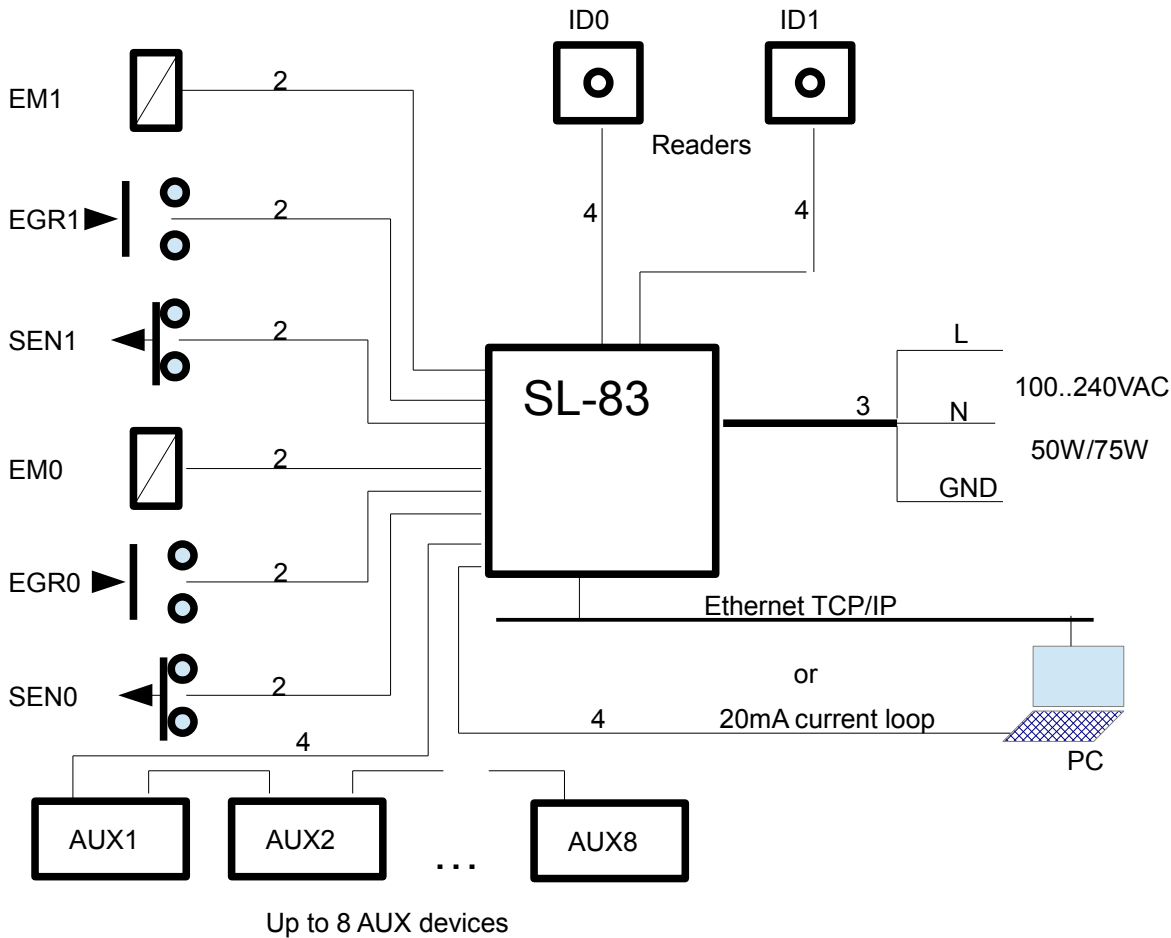 ID0
ID1
EM1
2
Readers
EGR1
2
4
4
SEN1
2
SL-83
L
100..240VAC
3
N
50W/75W
EM0
2
GND
EGR0
2
Ethernet TCP/IP
or
SEN0
2
4
4
20mA current loop
PC
AUX1
AUX2
...
AUX8
Up to 8 AUX devices